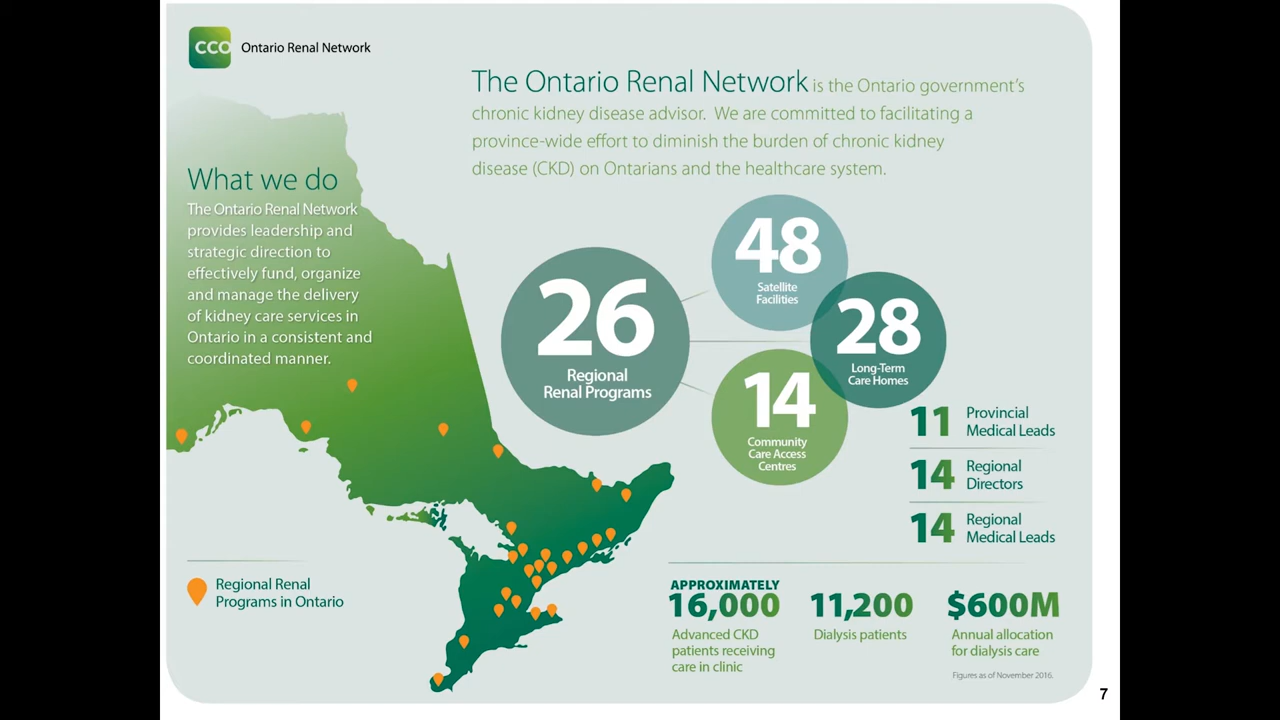 CCO Ontario Renal Network
The Ontario Renal Network is the Ontario government's
chronic kidney disease advisor. We are committed to facilitating a
province-wide effort to diminish the burden of chronic kidney
disease (CKD) on Ontarians and the healthcare system.
What we do
The Ontario Renal Network
provides leadership and
strategic direction to
effectively fund, organize
and manage the delivery
of kidney care services in
Ontario in a consistent and
coordinated manner.
26
Regional
Renal Programs
48
Satellite
Facilities
28
Long-Term
Care Homes
14
Community
Care Access
Centres
11 Provincial
Medical Leads
14 Regional
Directors
14 Regional
Medical Leads
Regional Renal
Programs in Ontario
APPROXIMATELY
16,000
Advanced CKD
patients receiving
care in clinic
11,200
Dialysis patients
$600M
Annual allocation
for dialysis care
Figures as of November 2016.
7